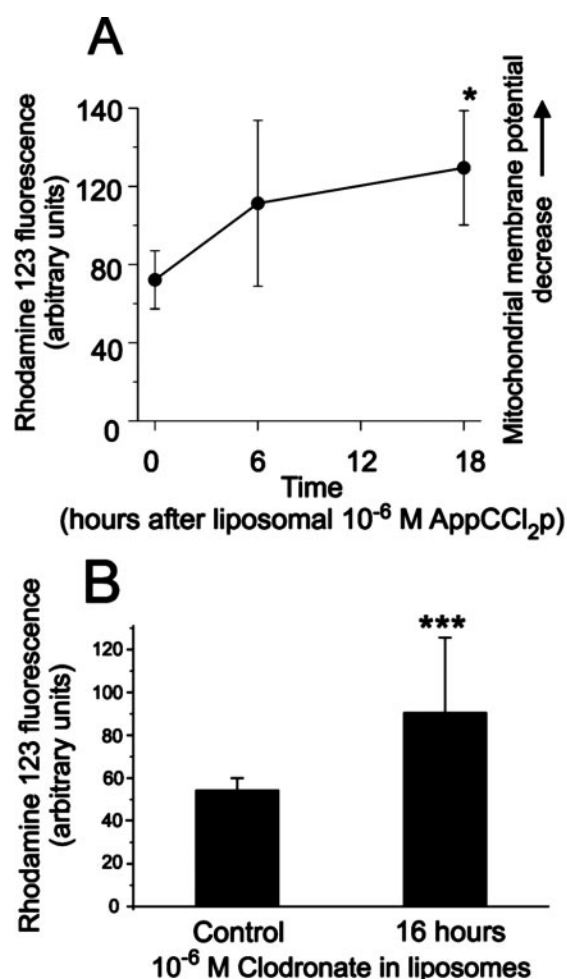 A
Rhodamine 123 fluorescence
(arbitrary units)
140
120
80
40
0
*
0
6
12
18
Time
(hours after liposomal 10⁻⁶ M AppCCl₂p)
Mitochondrial membrane potential
decrease
B
Rhodamine 123 fluorescence
(arbitrary units)
120
100
80
60
40
20
0
***
Control
16 hours
10⁻⁶ M Clodronate in liposomes